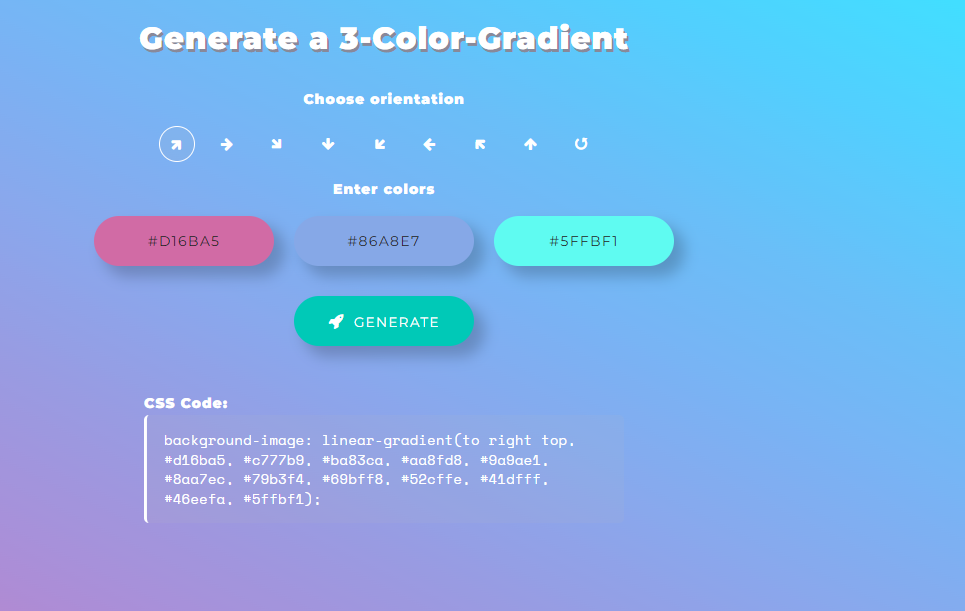 Generate a 3-Color-Gradient
Choose orientation
Enter colors
#D16BA5 #86A8E7 #5FFBF1
GENERATE
CSS Code:
background-image: linear-gradient(to right top,
#d16ba5, #c777b9, #ba83ca, #aa8fd8, #9a9ae1,
#8aa7ec, #79b3f4, #69bff8, #52cffe, #41dfff,
#46eefa, #5ffbf1);